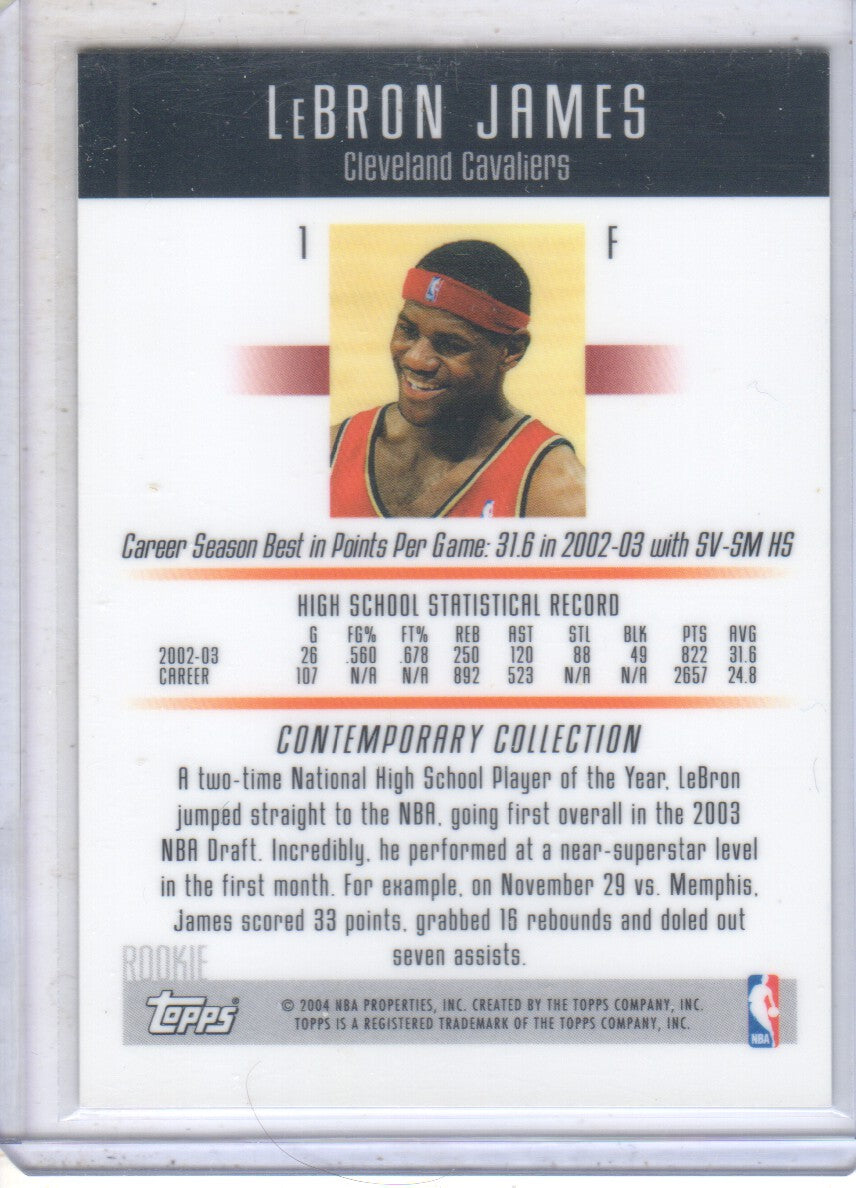 LeBRON JAMES
Cleveland Cavaliers
1 F
Career Season Best in Points Per Game: 31.6 in 2002-03 with SV-SM HS
HIGH SCHOOL STATISTICAL RECORD
G FG% FT% REB AST STL BLK PTS AVG
2002-03 26 .560 .678 250 120 88 49 822 31.6
CAREER 107 N/A N/A 892 523 N/A N/A 2657 24.8
CONTEMPORARY COLLECTION
A two-time National High School Player of the Year, LeBron
jumped straight to the NBA, going first overall in the 2003
NBA Draft. Incredibly, he performed at a near-superstar level
in the first month. For example, on November 29 vs. Memphis,
James scored 33 points, grabbed 16 rebounds and doled out
seven assists.
ROOKIE
topps®
© 2004 NBA PROPERTIES, INC. CREATED BY THE TOPPS COMPANY, INC.
TOPPS IS A REGISTERED TRADEMARK OF THE TOPPS COMPANY, INC.
NBA